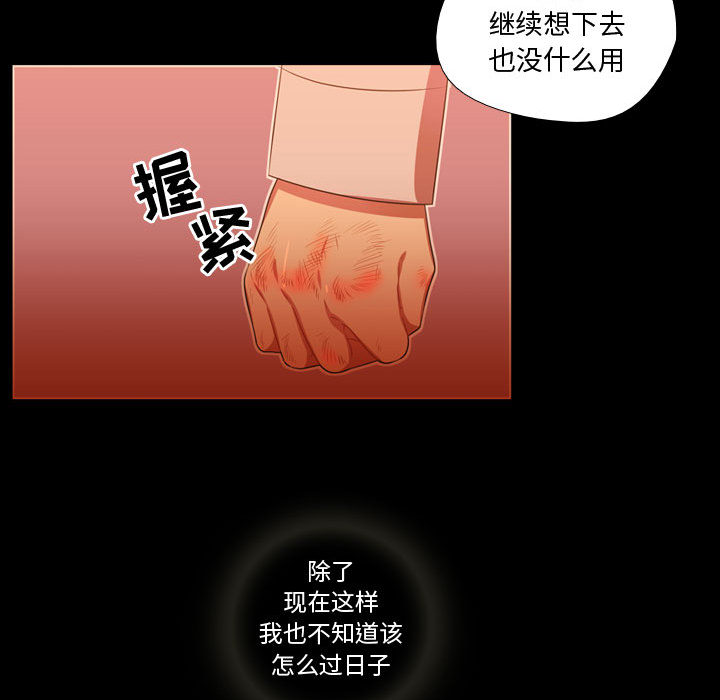 继续想下去
也没什么用
握紧
除了
现在这样
我也不知道该
怎么过日子